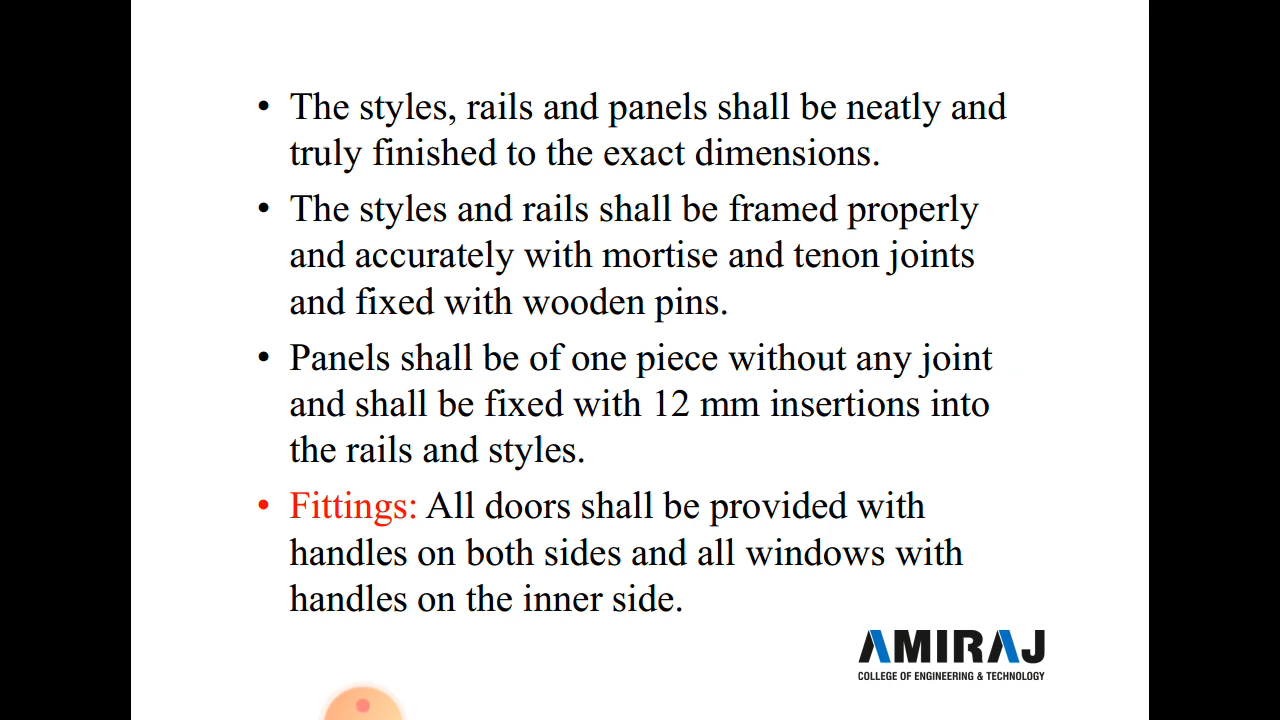 • The styles, rails and panels shall be neatly and
truly finished to the exact dimensions.
• The styles and rails shall be framed properly
and accurately with mortise and tenon joints
and fixed with wooden pins.
• Panels shall be of one piece without any joint
and shall be fixed with 12 mm insertions into
the rails and styles.
• Fittings: All doors shall be provided with
handles on both sides and all windows with
handles on the inner side.
AMIRAJ
COLLEGE OF ENGINEERING & TECHNOLOGY